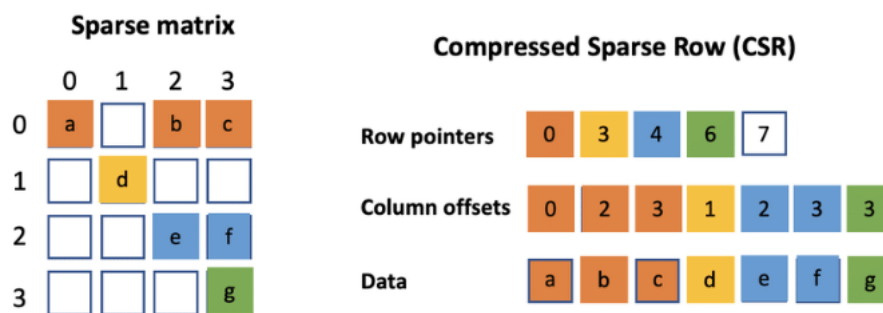 Sparse matrix
0 1 2 3
0 a b c
1 d
2 e f
3 g
Compressed Sparse Row (CSR)
Row pointers 0 3 4 6 7
Column offsets 0 2 3 1 2 3 3
Data a b c d e f g